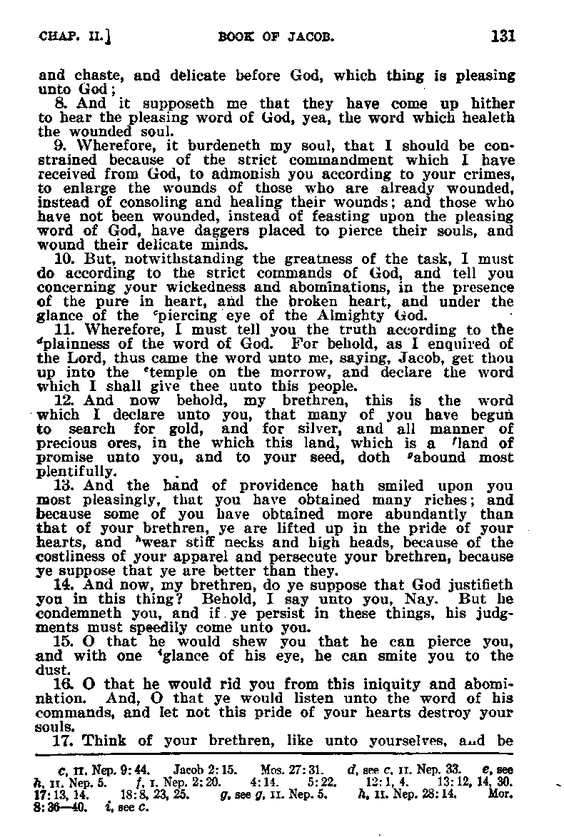 CHAP. II.] BOOK OF JACOB. 131
and chaste, and delicate before God, which thing is pleasing
unto God;
8. And it supposeth me that they have come up hither
to hear the pleasing word of God, yea, the word which healeth
the wounded soul.
9. Wherefore, it burdeneth my soul, that I should be con-
strained because of the strict commandment which I have
received from God, to admonish you according to your crimes,
to enlarge the wounds of those who are already wounded,
instead of consoling and healing their wounds; and those who
have not been wounded, instead of feasting upon the pleasing
word of God, have daggers placed to pierce their souls, and
wound their delicate minds.
10. But, notwithstanding the greatness of the task, I must
do according to the strict commands of God, and tell you
concerning your wickedness and abominations, in the presence
of the pure in heart, and the broken heart, and under the
glance of the ᶜpiercing eye of the Almighty God.
11. Wherefore, I must tell you the truth according to the
ᵈplainness of the word of God. For behold, as I enquired of
the Lord, thus came the word unto me, saying, Jacob, get thou
up into the ᵉtemple on the morrow, and declare the word
which I shall give thee unto this people.
12. And now behold, my brethren, this is the word
which I declare unto you, that many of you have begun
to search for gold, and for silver, and all manner of
precious ores, in the which this land, which is a ᶠland of
promise unto you, and to your seed, doth ᵍabound most
plentifully.
13. And the hand of providence hath smiled upon you
most pleasingly, that you have obtained many riches; and
because some of you have obtained more abundantly than
that of your brethren, ye are lifted up in the pride of your
hearts, and ʰwear stiff necks and high heads, because of the
costliness of your apparel and persecute your brethren, because
ye suppose that ye are better than they.
14. And now, my brethren, do ye suppose that God justifieth
you in this thing? Behold, I say unto you, Nay. But he
condemneth you, and if ye persist in these things, his judg-
ments must speedily come unto you.
15. O that he would shew you that he can pierce you,
and with one ⁱglance of his eye, he can smite you to the
dust.
16. O that he would rid you from this iniquity and abomi-
nation. And, O that ye would listen unto the word of his
commands, and let not this pride of your hearts destroy your
souls.
17. Think of your brethren, like unto yourselves, and be
c, II. Nep. 9:44. Jacob 2:15. Mos. 27:31. d, see c, II. Nep. 33. e, see
h, II. Nep. 5. f, I. Nep. 2:20. 4:14. 5:22. 12:1, 4. 13:12, 14, 30.
17:13, 14. 18:8, 23, 25. g, see g, II. Nep. 5. h, II. Nep. 28:14. Mor.
8:36—40. i, see c.